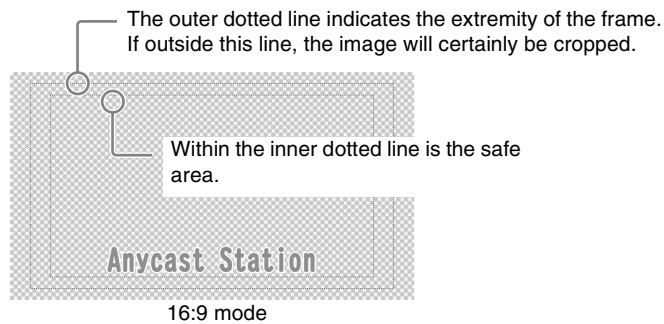 The outer dotted line indicates the extremity of the frame.
If outside this line, the image will certainly be cropped.
Within the inner dotted line is the safe
area.
Anycast Station
16:9 mode